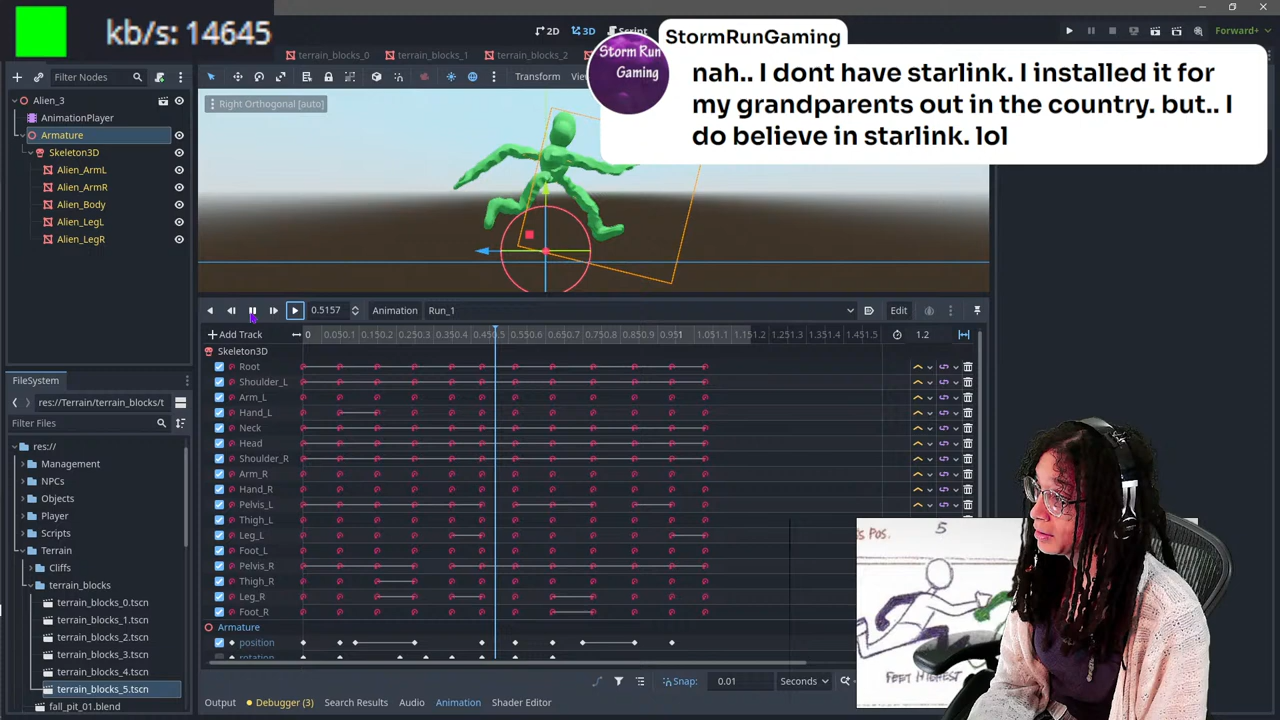 kb/s: 14645
StormRunGaming
Storm Run
Gaming
nah.. I dont have starlink. I installed it for
my grandparents out in the country. but.. I
do believe in starlink. lol
2D
3D
Script
Forward+
terrain_blocks_0
terrain_blocks_1
terrain_blocks_2
Filter Nodes
Transform
Right Orthogonal [auto]
Alien_3
AnimationPlayer
Armature
Skeleton3D
Alien_ArmL
Alien_ArmR
Alien_Body
Alien_LegL
Alien_LegR
0.5157
Animation
Run_1
Edit
Add Track
1.2
Skeleton3D
Root
Shoulder_L
Arm_L
Hand_L
Neck
Head
Shoulder_R
Arm_R
Hand_R
Pelvis_L
Thigh_L
Leg_L
Foot_L
Pelvis_R
Thigh_R
Leg_R
Foot_R
Armature
position
rotation
Snap:
0.01
Seconds
FileSystem
res://Terrain/terrain_blocks/t
Filter Files
res://
Management
NPCs
Objects
Player
Scripts
Terrain
Cliffs
terrain_blocks
terrain_blocks_0.tscn
terrain_blocks_1.tscn
terrain_blocks_2.tscn
terrain_blocks_3.tscn
terrain_blocks_4.tscn
terrain_blocks_5.tscn
fall_pit_01.blend
Output
Debugger (3)
Search Results
Audio
Animation
Shader Editor
POS.
5
FEET HIGHEST